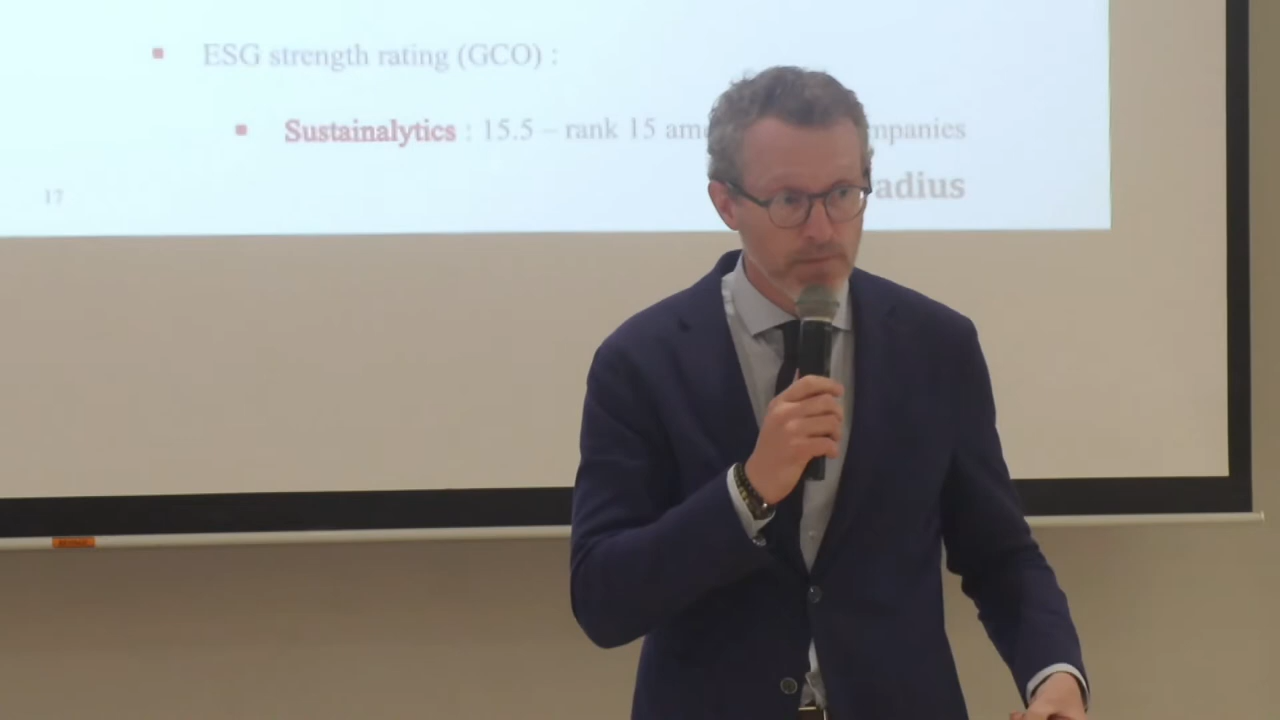 ESG strength rating (GCO) :
Sustainalytics : 15.5 – rank 15
17
adius